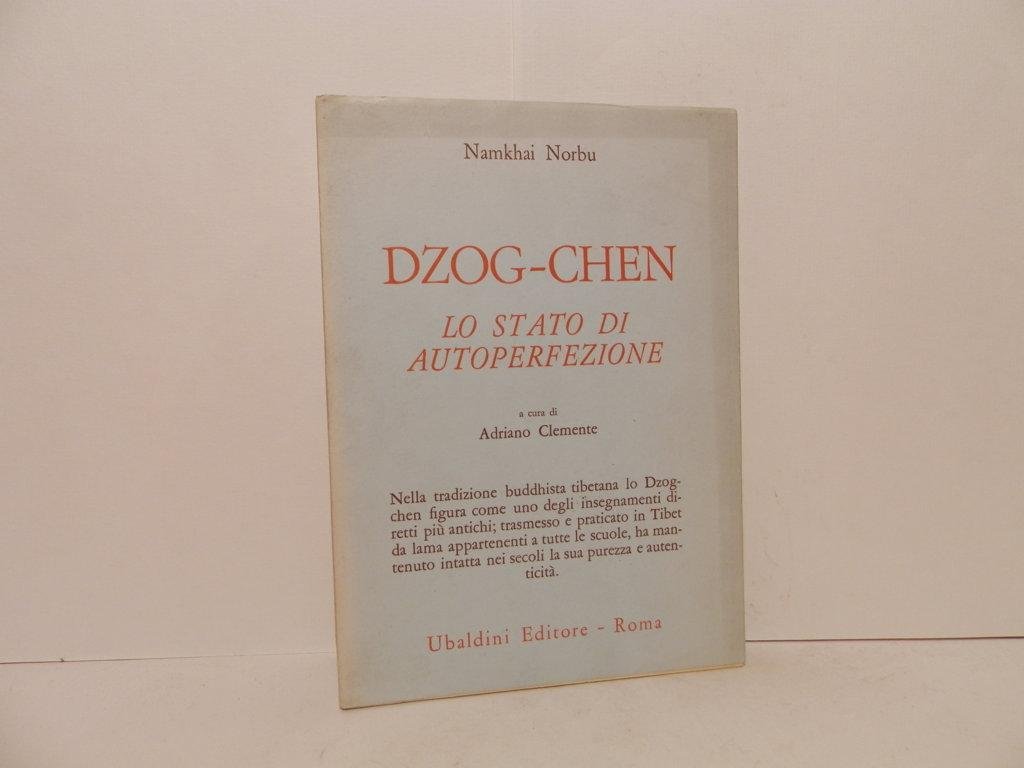 Namkhai Norbu
DZOG-CHEN
LO STATO DI
AUTOPERFEZIONE
a cura di
Adriano Clemente
Nella tradizione buddhista tibetana lo Dzog-
chen figura come uno degli insegnamenti di-
retti più antichi; trasmesso e praticato in Tibet
da lama appartenenti a tutte le scuole, ha man-
tenuto intatta nei secoli la sua purezza e auten-
ticità.
Ubaldini Editore - Roma